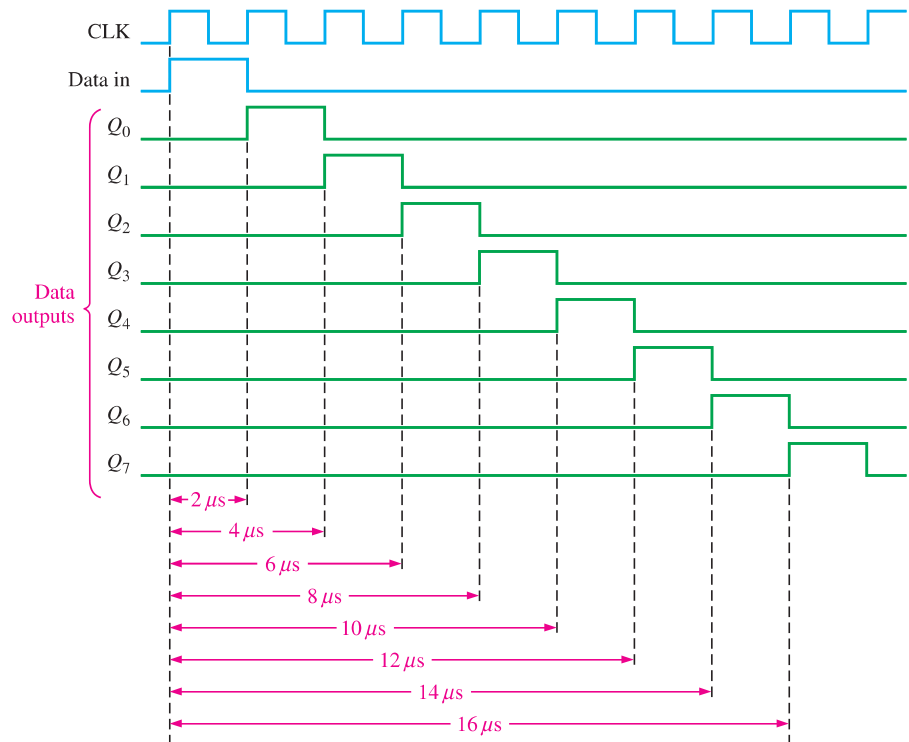 CLK
Data in
Q0
Q1
Q2
Q3
Data
outputs
Q4
Q5
Q6
Q7
2 μs
4 μs
6 μs
8 μs
10 μs
12 μs
14 μs
16 μs